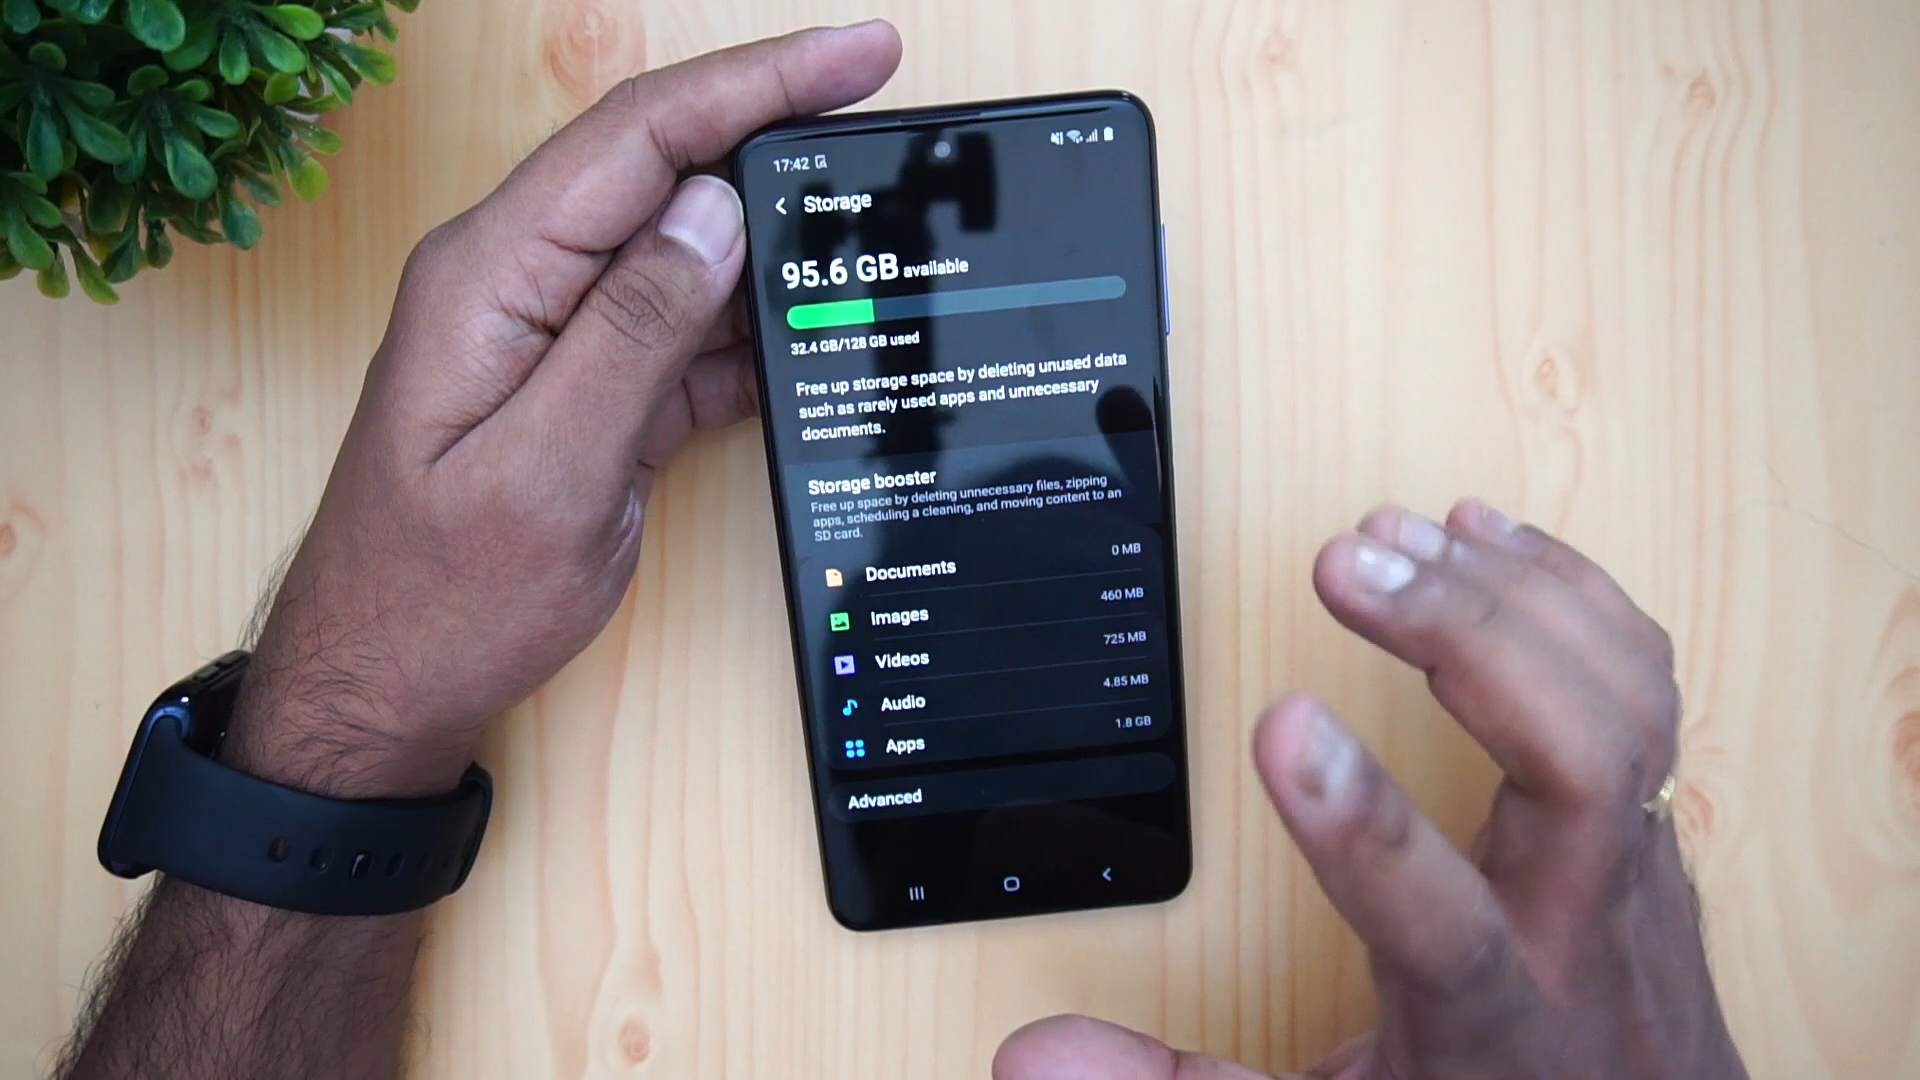 17:42
Storage
95.6 GB available
32.4 GB/128 GB used
Free up storage space by deleting unused data
such as rarely used apps and unnecessary
documents.
Storage booster
Free up space by deleting unnecessary files, zipping
apps, scheduling a cleaning, and moving content to an
SD card.
Documents 0 MB
Images 460 MB
Videos 725 MB
Audio 4.85 MB
Apps 1.8 GB
Advanced